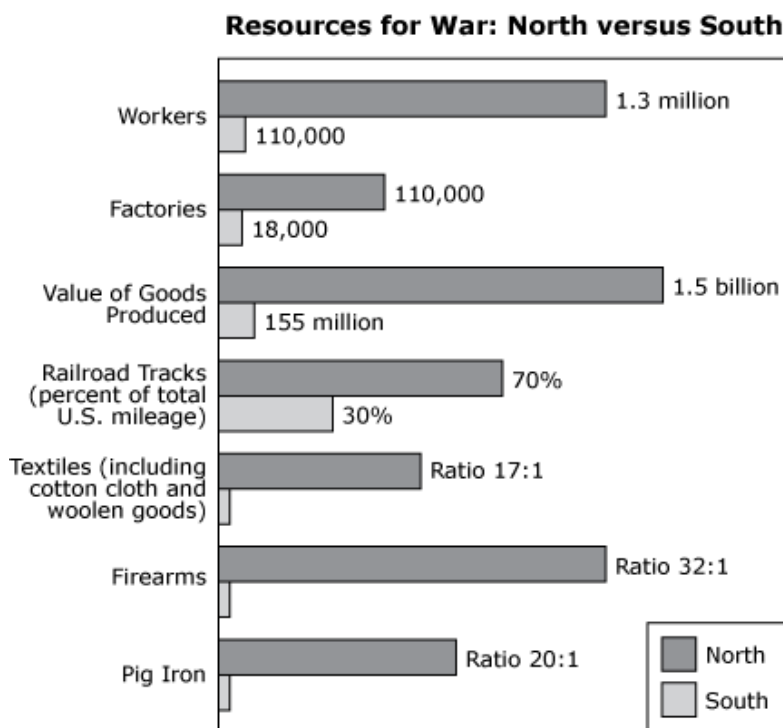 Resources for War: North versus South
Workers
1.3 million
110,000
Factories
110,000
18,000
Value of Goods
Produced
1.5 billion
155 million
Railroad Tracks
(percent of total
U.S. mileage)
70%
30%
Textiles (including
cotton cloth and
woolen goods)
Ratio 17:1
Firearms
Ratio 32:1
Pig Iron
Ratio 20:1
North
South